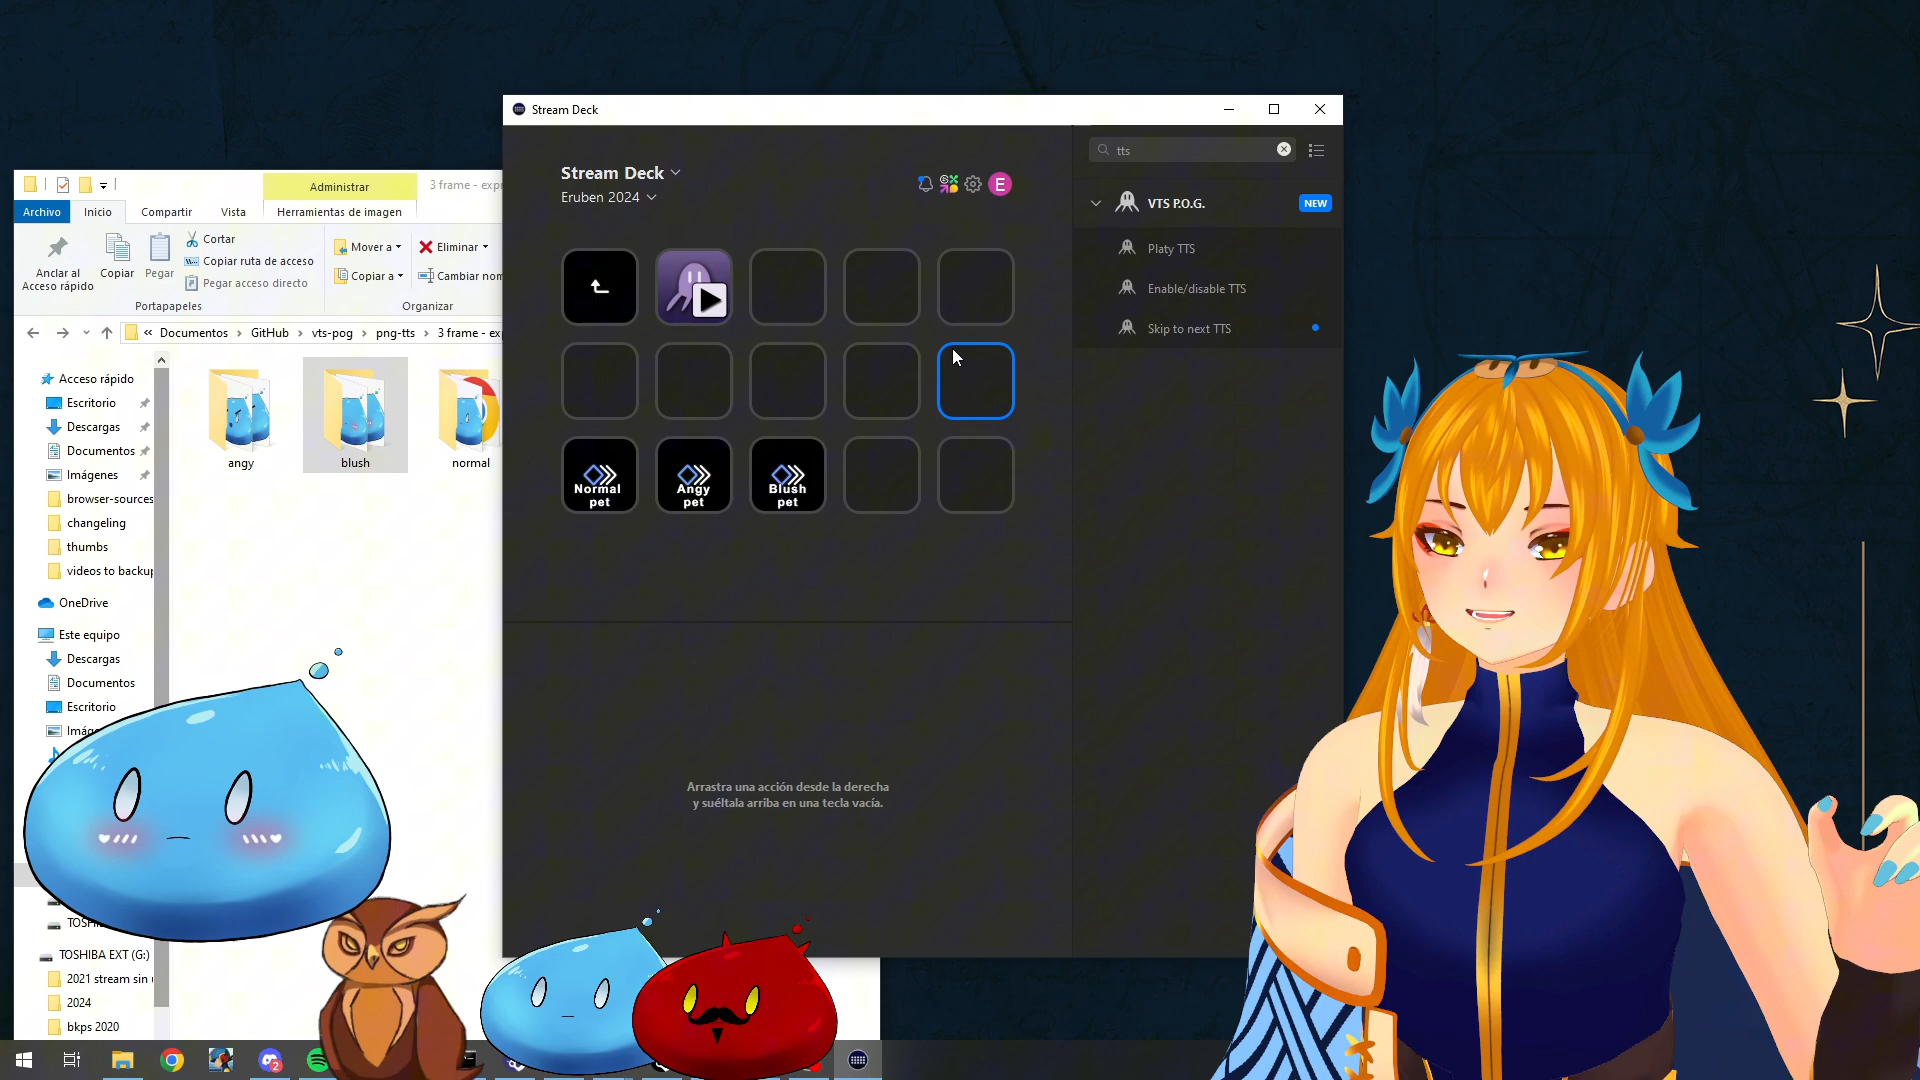 Stream Deck
tts
Stream Deck
Eruben 2024
E
VTS P.O.G.
NEW
Platy TTS
Enable/disable TTS
Skip to next TTS
Administrar
3 frame - exp
Archivo
Inicio
Compartir
Vista
Herramientas de imagen
Anclar al
Acceso rápido
Copiar
Pegar
Cortar
Copiar ruta de acceso
Pegar acceso directo
Portapapeles
Mover a
Copiar a
Eliminar
Cambiar nom
Organizar
« Documentos › GitHub › vts-pog › png-tts › 3 frame - exp
Acceso rápido
Escritorio
Descargas
Documentos
Imágenes
browser-sources
changeling
thumbs
videos to backup
OneDrive
Este equipo
Descargas
Documentos
Escritorio
Imág
TOSH
TOSHIBA EXT (G:)
2021 stream sin
2024
bkps 2020
angy
blush
normal
Normal
pet
Angy
pet
Blush
pet
Arrastra una acción desde la derecha
y suéltala arriba en una tecla vacía.
2